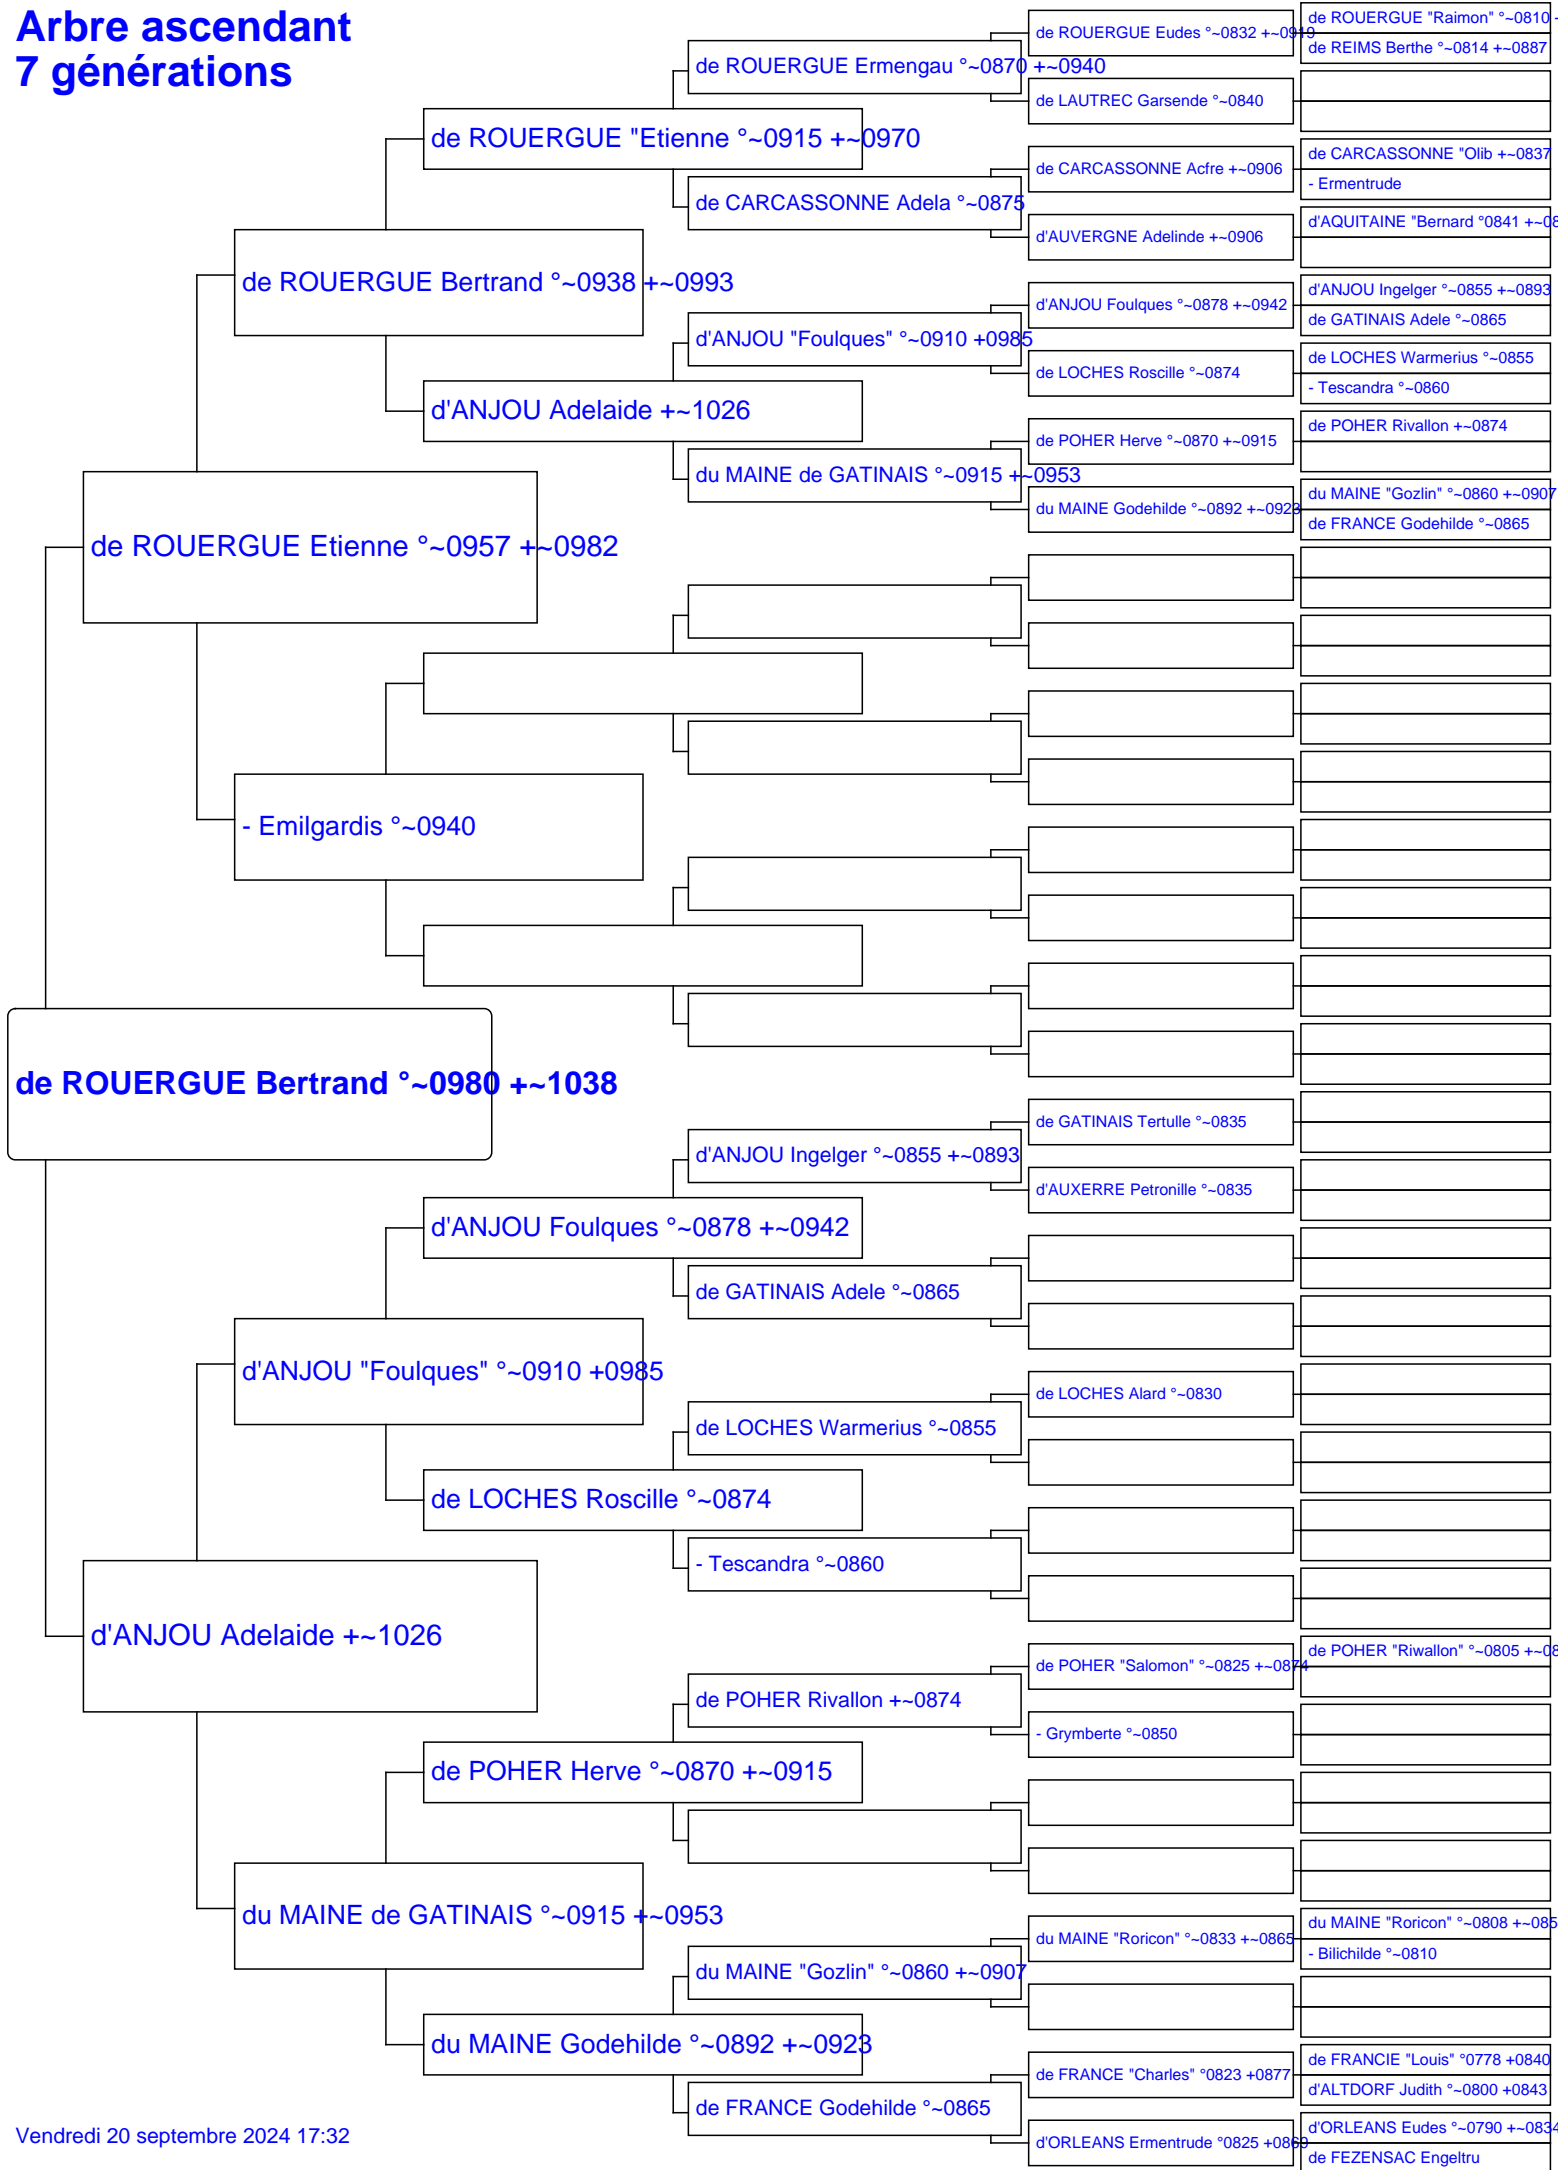 Arbre ascendant
7 générations
de ROUERGUE Bertrand °~0980 +~1038
de ROUERGUE Etienne °~0957 +~0982
d'ANJOU Adelaide +~1026
de ROUERGUE Bertrand °~0938 +~0993
- Emilgardis °~0940
d'ANJOU "Foulques" °~0910 +0985
du MAINE de GATINAIS °~0915 +~0953
de ROUERGUE "Etienne °~0915 +~0970
d'ANJOU Adelaide +~1026
d'ANJOU Foulques °~0878 +~0942
de LOCHES Roscille °~0874
de POHER Herve °~0870 +~0915
du MAINE Godehilde °~0892 +~0923
de ROUERGUE Ermengau °~0870 +~0940
de CARCASSONNE Adela °~0875
d'ANJOU "Foulques" °~0910 +0985
du MAINE de GATINAIS °~0915 +~0953
d'ANJOU Ingelger °~0855 +~0893
de GATINAIS Adele °~0865
de LOCHES Warmerius °~0855
- Tescandra °~0860
de POHER Rivallon +~0874
du MAINE "Gozlin" °~0860 +~0907
de FRANCE Godehilde °~0865
de ROUERGUE Eudes °~0832 +~0919
de LAUTREC Garsende °~0840
de CARCASSONNE Acfre +~0906
d'AUVERGNE Adelinde +~0906
d'ANJOU Foulques °~0878 +~0942
de LOCHES Roscille °~0874
de POHER Herve °~0870 +~0915
du MAINE Godehilde °~0892 +~0923
de GATINAIS Tertulle °~0835
d'AUXERRE Petronille °~0835
de LOCHES Alard °~0830
de POHER "Salomon" °~0825 +~0874
- Grymberte °~0850
du MAINE "Roricon" °~0833 +~0865
de FRANCE "Charles" °0823 +0877
d'ORLEANS Ermentrude °0825 +0869
de ROUERGUE "Raimon" °~0810 +
de REIMS Berthe °~0814 +~0887
de CARCASSONNE "Olib +~0837
- Ermentrude
d'AQUITAINE "Bernard °0841 +~08
d'ANJOU Ingelger °~0855 +~0893
de GATINAIS Adele °~0865
de LOCHES Warmerius °~0855
- Tescandra °~0860
de POHER Rivallon +~0874
du MAINE "Gozlin" °~0860 +~0907
de FRANCE Godehilde °~0865
de POHER "Riwallon" °~0805 +~08
du MAINE "Roricon" °~0808 +~085
- Bilichilde °~0810
de FRANCIE "Louis" °0778 +0840
d'ALTDORF Judith °~0800 +0843
d'ORLEANS Eudes °~0790 +~0834
de FEZENSAC Engeltru
Vendredi 20 septembre 2024 17:32